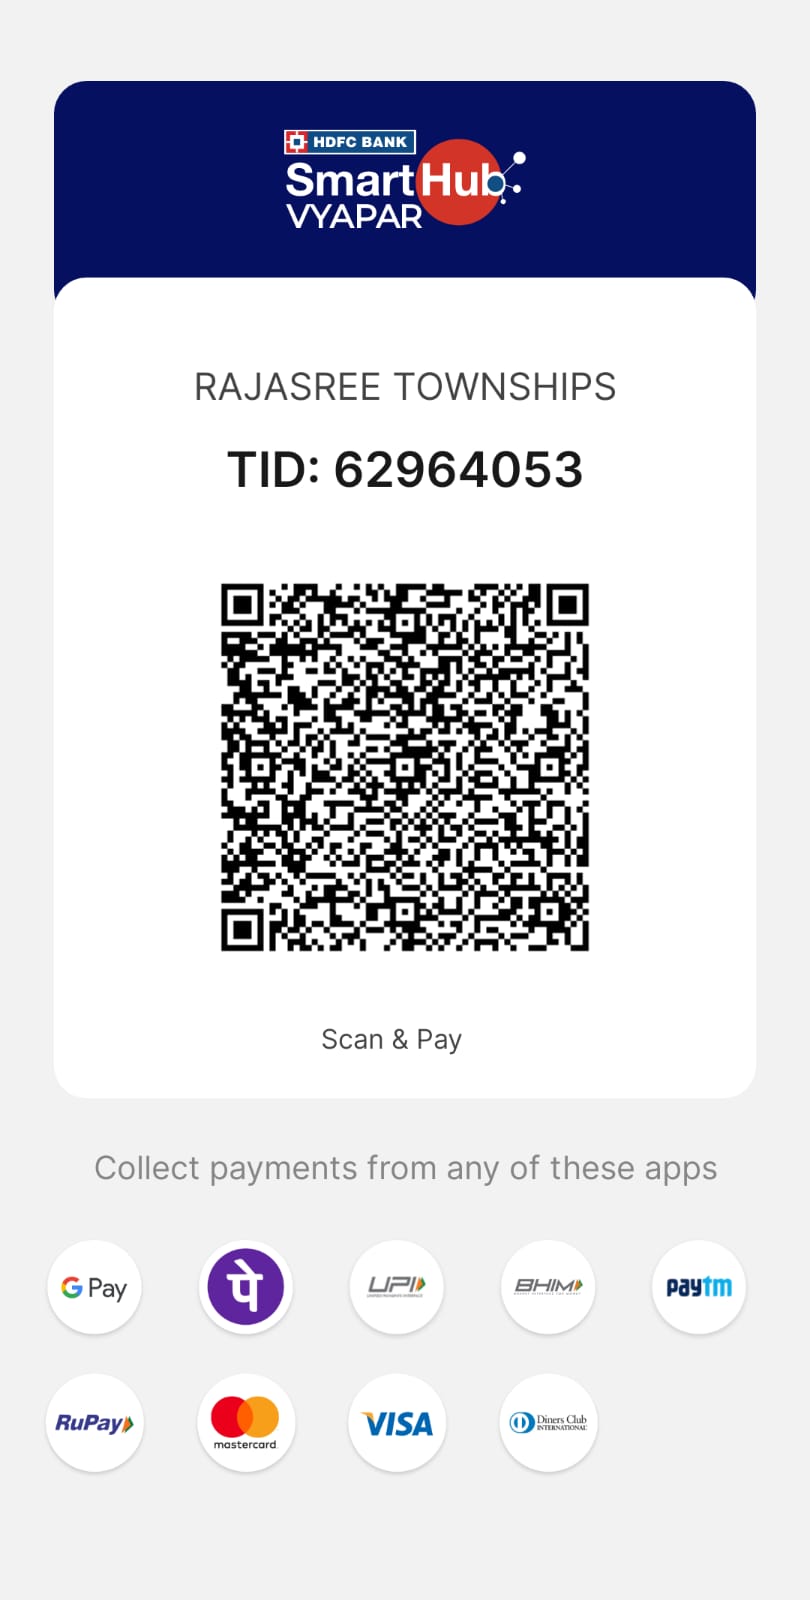 HDFC BANK
SmartHub
VYAPAR
RAJASREE TOWNSHIPS
TID: 62964053
Scan & Pay
Collect payments from any of these apps
G Pay
पे
UPI
BHIM
paytm
RuPay
mastercard
VISA
Diners Club
INTERNATIONAL